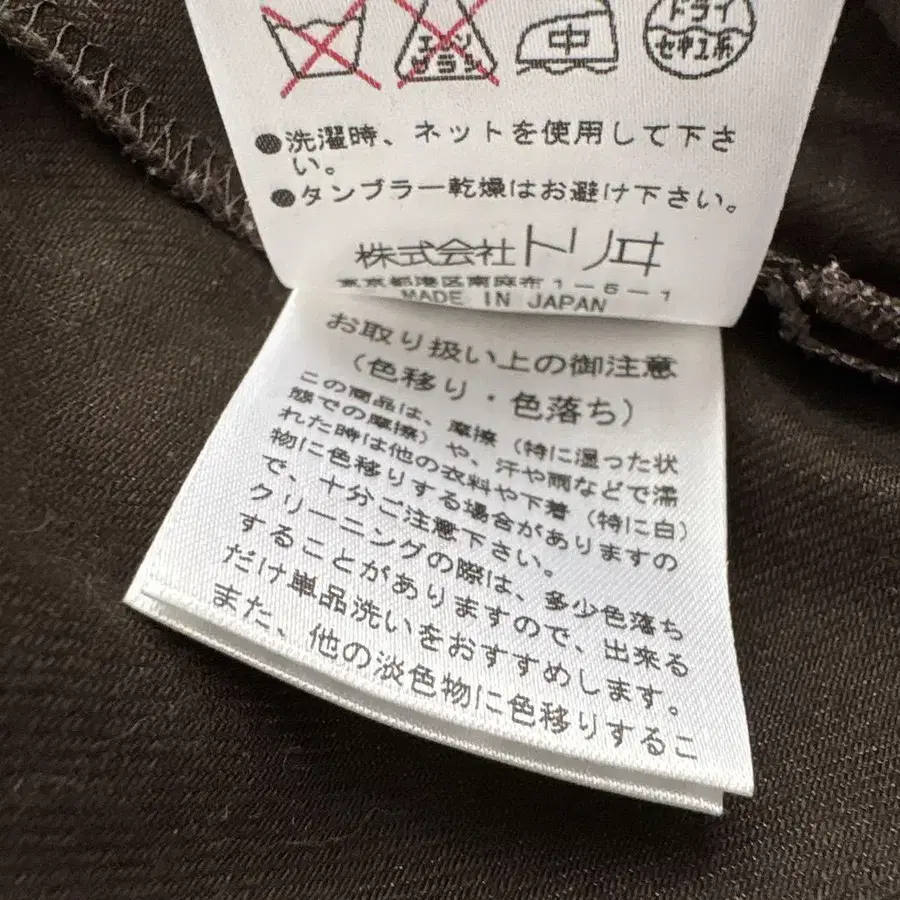 エンソ
サラシ
中
ドライ
セキユ系
●洗濯時、ネットを使用して下さ
い。
●タンブラー乾燥はお避け下さい。
株式会社トリヰ
東京都港区南麻布1-5-1
MADE IN JAPAN
お取り扱い上の御注意
(色移り・色落ち)
この商品は、摩擦(特に湿った状
態での摩擦)や、汗や雨などで濡
れた時は他の衣料や下着(特に白)
物に色移りする場合がありますの
で、十分ご注意下さい。
クリーニングの際は、多少色落ち
することがありますので、出来る
だけ単品洗いをおすすめします。
また、他の淡色物に色移りするこ